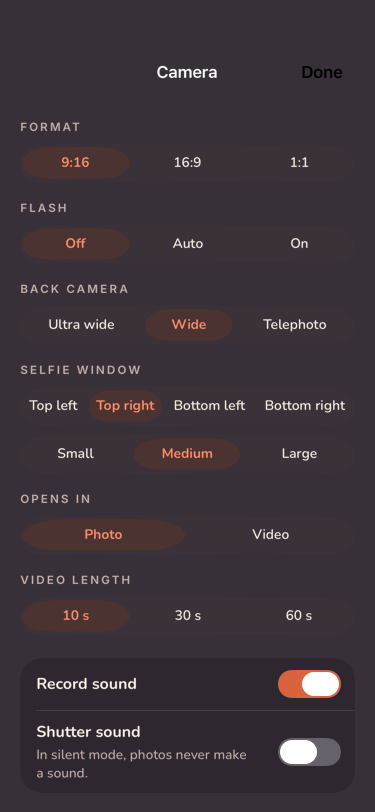 Camera Done
FORMAT
9:16 16:9 1:1
FLASH
Off Auto On
BACK CAMERA
Ultra wide Wide Telephoto
SELFIE WINDOW
Top left Top right Bottom left Bottom right
Small Medium Large
OPENS IN
Photo Video
VIDEO LENGTH
10 s 30 s 60 s
Record sound
Shutter sound
In silent mode, photos never make
a sound.